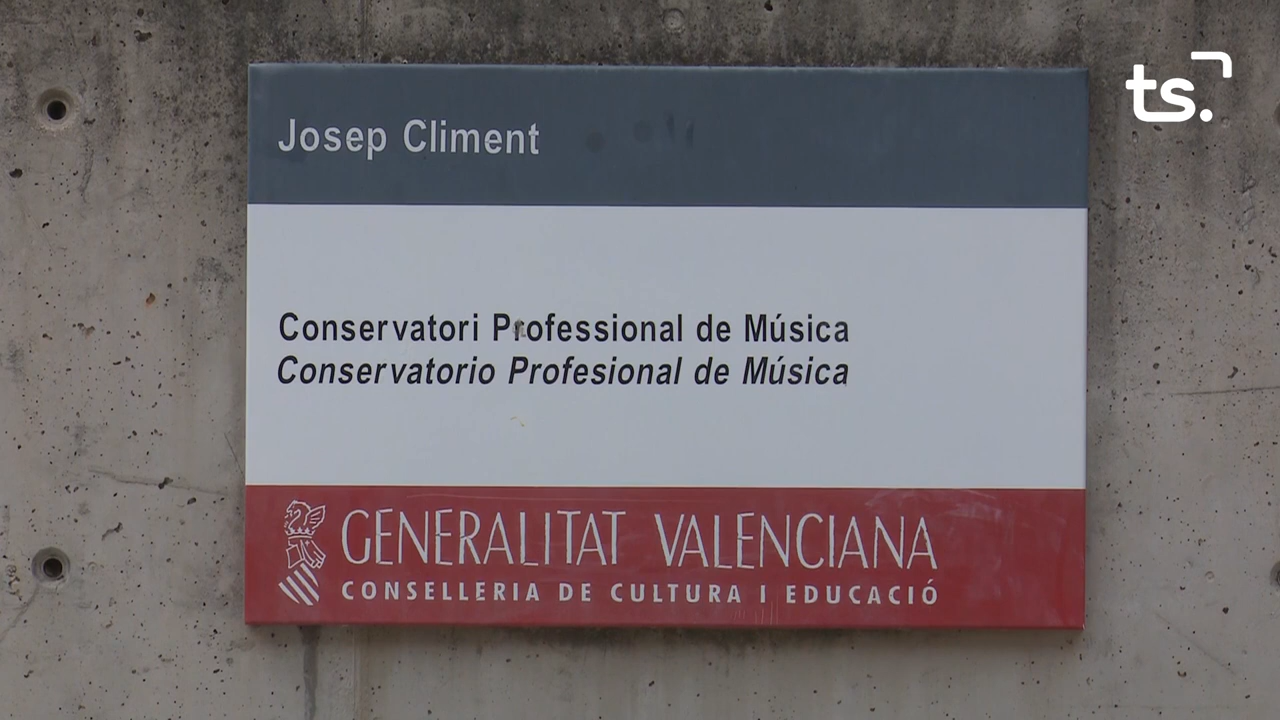 ts.
Josep Climent
Conservatori Professional de Música
Conservatorio Profesional de Música
GENERALITAT VALENCIANA
CONSELLERIA DE CULTURA I EDUCACIÓ